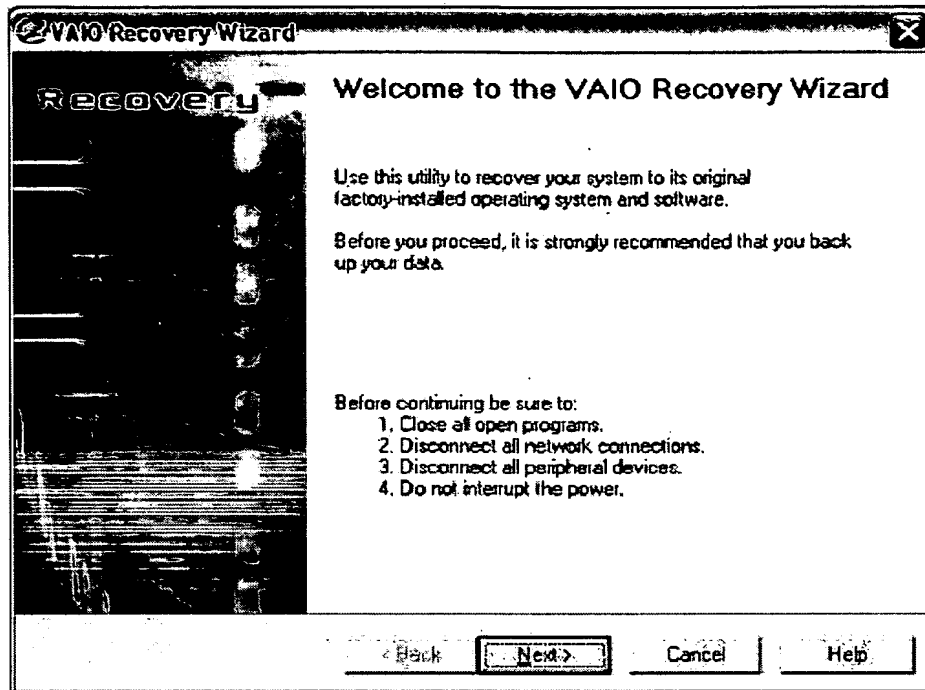 VAIO Recovery Wizard
Recovery
Welcome to the VAIO Recovery Wizard
Use this utility to recover your system to its original
factory-installed operating system and software.
Before you proceed, it is strongly recommended that you back
up your data.
Before continuing be sure to:
1. Close all open programs.
2. Disconnect all network connections.
3. Disconnect all peripheral devices.
4. Do not interrupt the power.
< Back
Next >
Cancel
Help